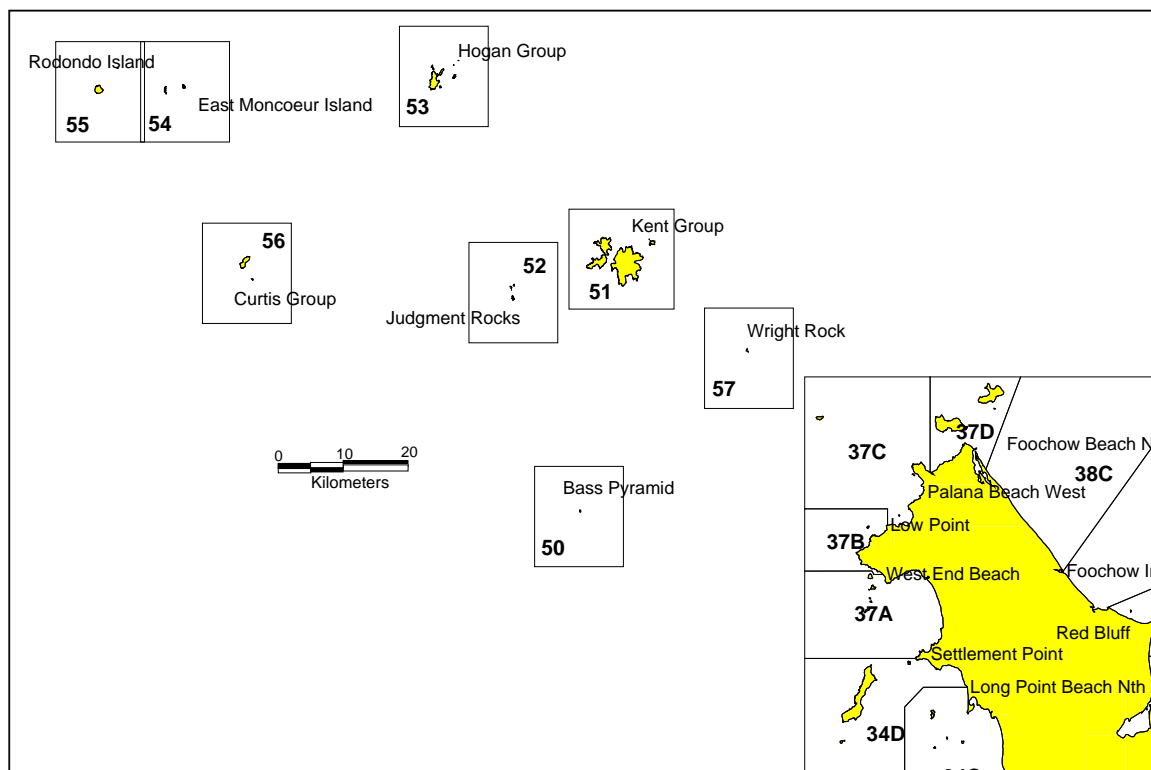 Hogan Group
Rodondo Island
East Moncoeur Island
53
55
54
Kent Group
56
52
51
Curtis Group
Judgment Rocks
Wright Rock
57
37D
Foochow Beach N
37C
38C
0
10
20
Kilometers
Bass Pyramid
Palana Beach West
Low Point
37B
50
West End Beach
Foochow In
37A
Red Bluff
Settlement Point
Long Point Beach Nth
34D